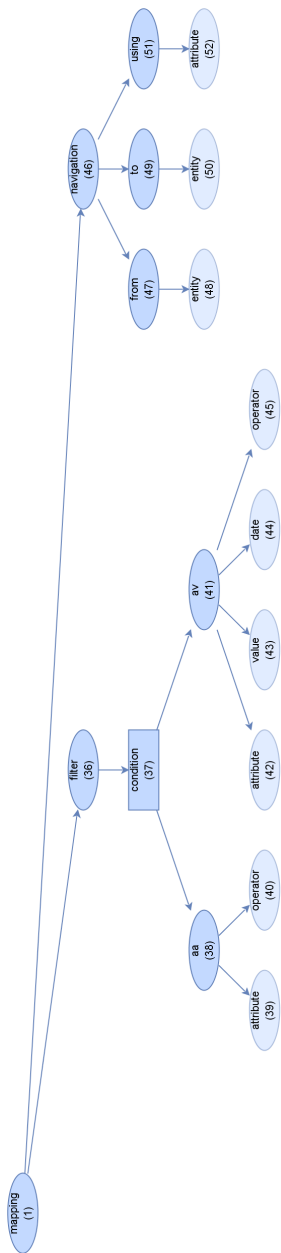 mapping
(1)
filter
(36)
navigation
(46)
condition
(37)
from
(47)
to
(49)
using
(51)
aa
(38)
av
(41)
entity
(48)
entity
(50)
attribute
(52)
attribute
(39)
operator
(40)
attribute
(42)
value
(43)
date
(44)
operator
(45)